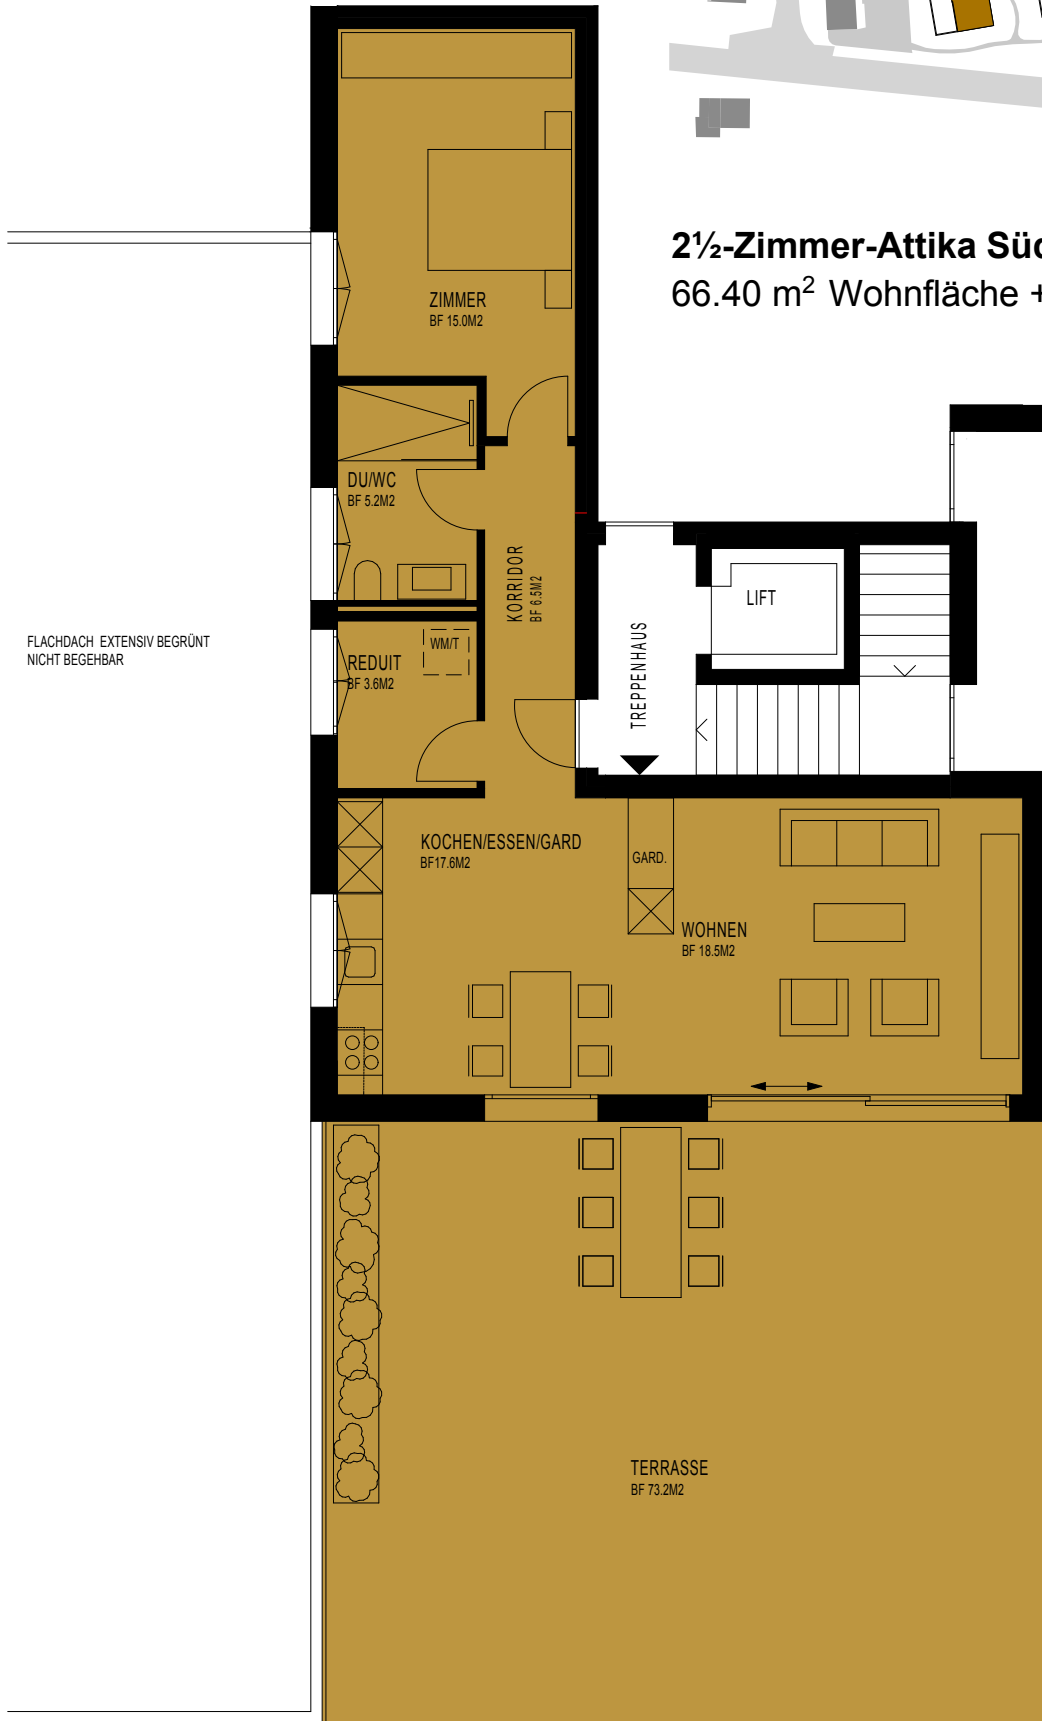 2½-Zimmer-Attika Süd
66.40 m² Wohnfläche +
ZIMMER
BF 15.0M2
DU/WC
BF 5.2M2
KORRIDOR
BF 6.5M2
LIFT
TREPPENHAUS
FLACHDACH EXTENSIV BEGRÜNT
NICHT BEGEHBAR
WM/T
REDUIT
BF 3.6M2
KOCHEN/ESSEN/GARD
BF17.6M2
GARD.
WOHNEN
BF 18.5M2
TERRASSE
BF 73.2M2